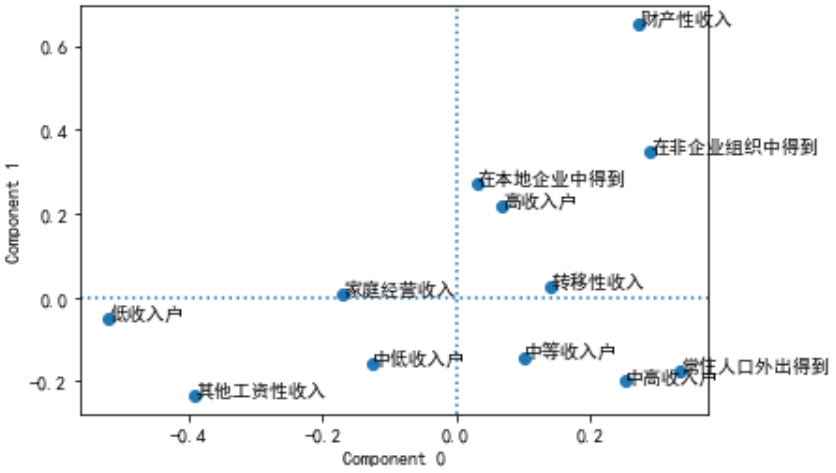 财产性收入
0.6
在非企业组织中得到
0.4
在本地企业中得到
高收入户
0.2
Component 1
转移性收入
家庭经营收入
0.0
低收入户
中等收入户
中低收入户
常住人口外出得到
中高收入户
-0.2
其他工资性收入
-0.4
-0.2
0.0
0.2
Component 0